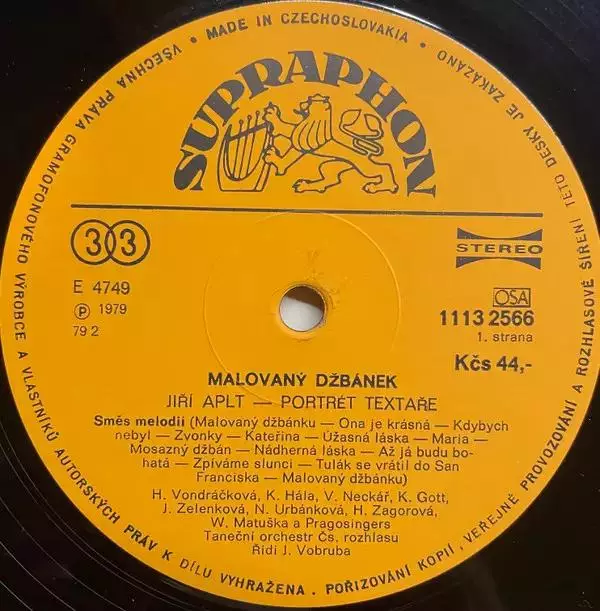 VŠECHNA PRÁVA GRAMOFONOVÉHO VÝROBCE A VLASTNÍKŮ AUTORSKÝCH PRÁV K DÍLU VYHRAŽENA. POŘIZOVÁNÍ KOPIÍ, VEŘEJNÉ PROVOZOVÁNÍ A ROZHLASOVÉ ŠÍŘENÍ TÉTO DESKY JE ZAKÁZÁNO • MADE IN CZECHOSLOVAKIA •
SUPRAPHON
33
STEREO
E 4749
Ⓟ 1979
79 2
OSA
1113 2566
1. strana
Kčs 44,-
MALOVANÝ DŽBÁNEK
JIŘÍ APLT — PORTRÉT TEXTAŘE
Směs melodií (Malovaný džbánku — Ona je krásná — Kdybych
nebyl — Zvonky — Kateřina — Úžasná láska — Maria —
Mosazný džbán — Nádherná láska — Až já budu bo-
hatá — Zpíváme slunci — Tulák se vrátil do San
Franciska — Malovaný džbánku)
H. Vondráčková, K. Hála, V. Neckář, K. Gott,
J. Zelenková, N. Urbánková, H. Zagorová,
W. Matuška a Pragosingers
Taneční orchestr Čs. rozhlasu
Řídí J. Vobruba